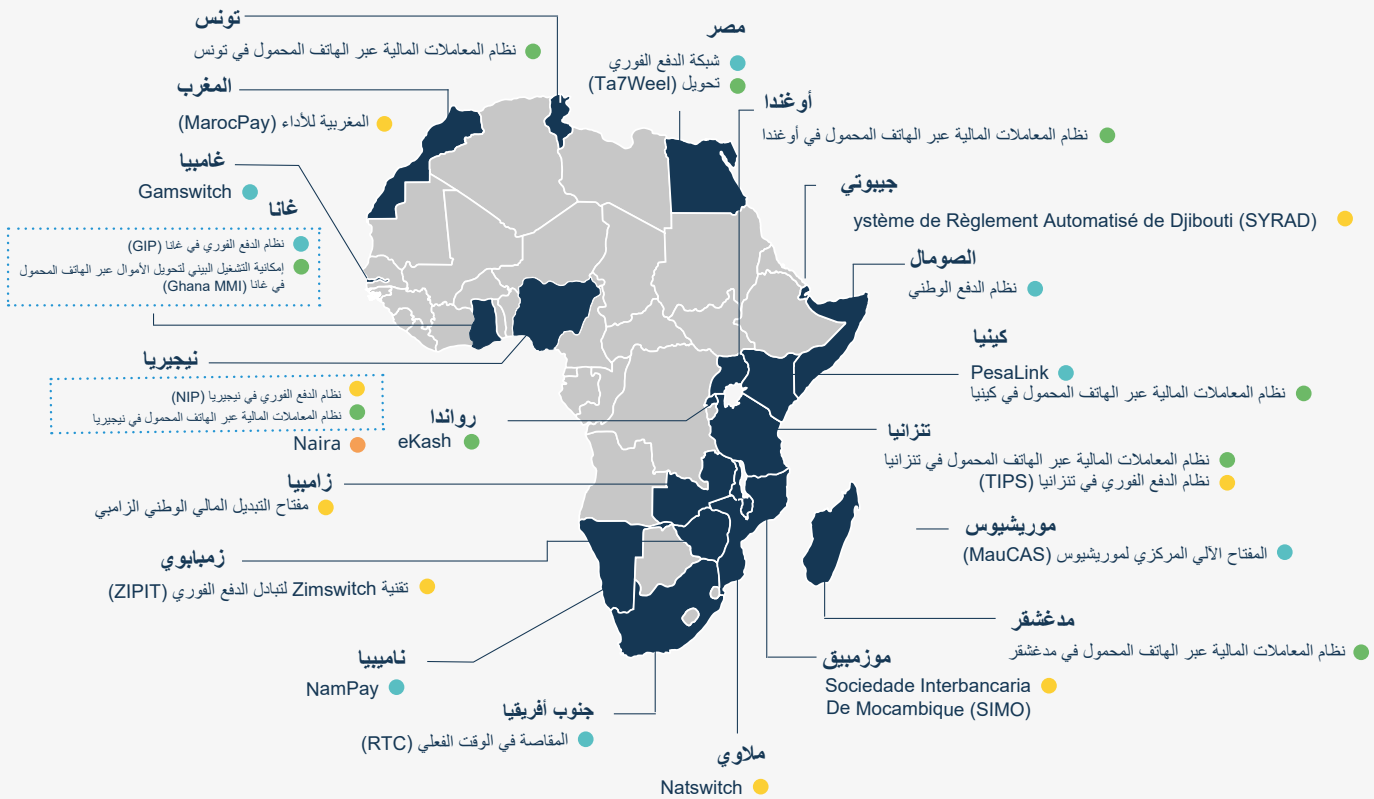 تونس
نظام المعاملات المالية عبر الهاتف المحمول في تونس
مصر
شبكة الدفع الفوري
تحويل (Ta7Weel)
المغرب
المغربية للأداء (MarocPay)
أوغندا
نظام المعاملات المالية عبر الهاتف المحمول في أوغندا
غامبيا
Gamswitch
جيبوتي
ystème de Règlement Automatisé de Djibouti (SYRAD)
غانا
نظام الدفع الفوري في غانا (GIP)
إمكانية التشغيل البيني لتحويل الأموال عبر الهاتف المحمول
في غانا (Ghana MMI)
الصومال
نظام الدفع الوطني
كينيا
PesaLink
نظام المعاملات المالية عبر الهاتف المحمول في كينيا
نيجيريا
نظام الدفع الفوري في نيجيريا (NIP)
نظام المعاملات المالية عبر الهاتف المحمول في نيجيريا
Naira
رواندا
eKash
تنزانيا
نظام المعاملات المالية عبر الهاتف المحمول في تنزانيا
نظام الدفع الفوري في تنزانيا (TIPS)
زامبيا
مفتاح التبديل المالي الوطني الزامبي
موريشيوس
المفتاح الآلي المركزي لموريشيوس (MauCAS)
زمبابوي
تقنية Zimswitch لتبادل الدفع الفوري (ZIPIT)
مدغشقر
نظام المعاملات المالية عبر الهاتف المحمول في مدغشقر
ناميبيا
NamPay
موزمبيق
Sociedade Interbancaria
De Mocambique (SIMO)
جنوب أفريقيا
المقاصة في الوقت الفعلي (RTC)
ملاوي
Natswitch